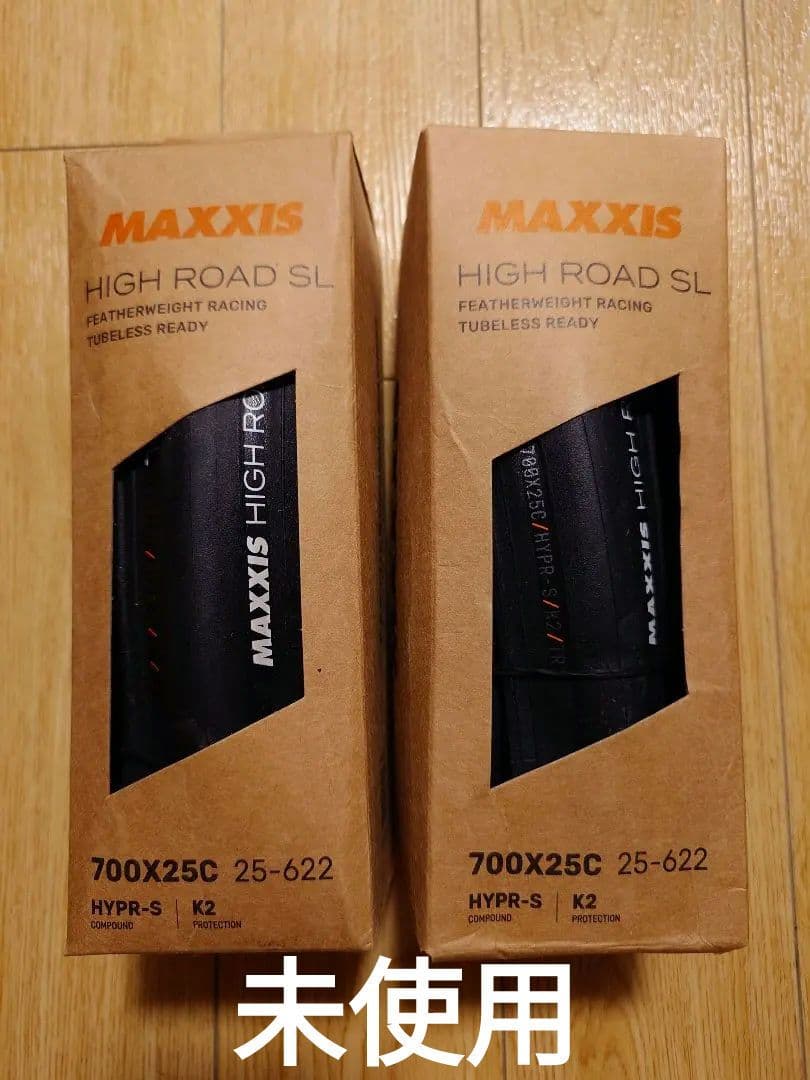 MAXXIS
HIGH ROAD SL
FEATHERWEIGHT RACING
TUBELESS READY
MAXXIS HIGH RO
700X25C 25-622
HYPR-S | K2
COMPOUND PROTECTION
MAXXIS
HIGH ROAD SL
FEATHERWEIGHT RACING
TUBELESS READY
700X25C/HYPR-S/K2/TR
MAXXIS HIGH R
700X25C 25-622
HYPR-S | K2
COMPOUND PROTECTION
未使用